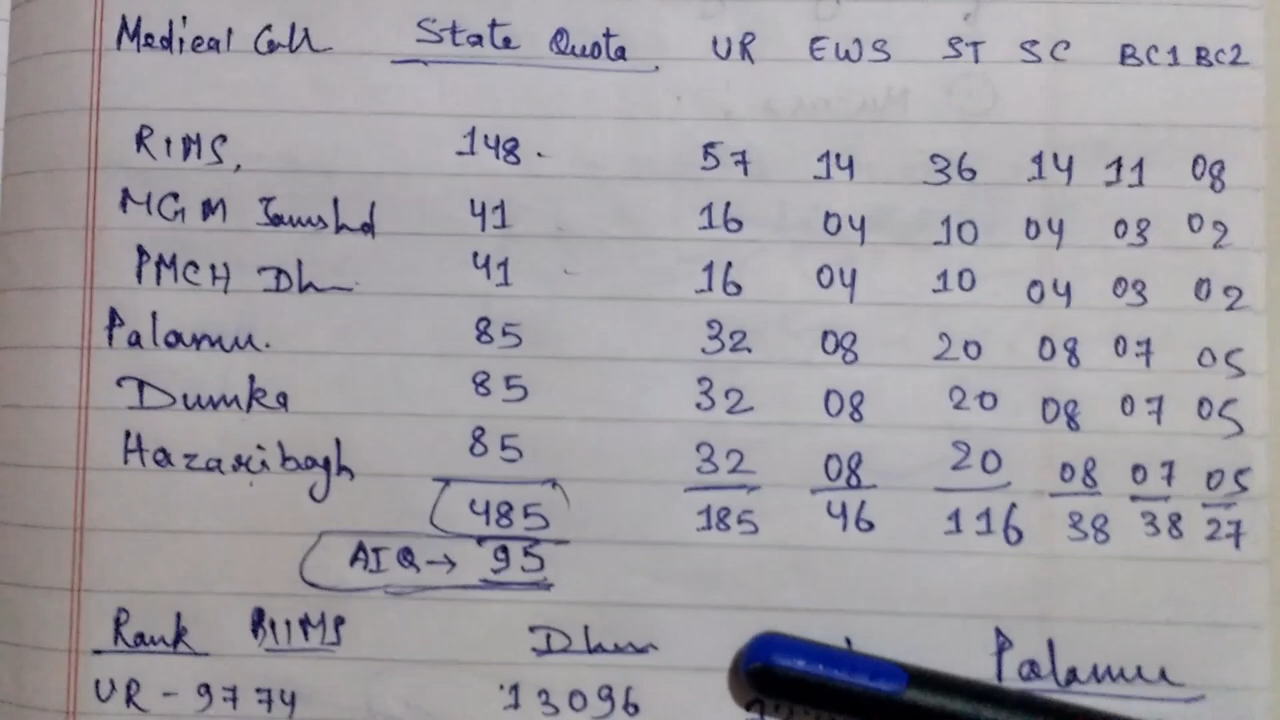 Medical Coll State Quota UR EWS ST SC BC1 BC2
RIMS, 148 57 14 36 14 11 08
MGM Jamshd 41 16 04 10 04 03 02
PMCH Dh 41 16 04 10 04 03 02
Palamu. 85 32 08 20 08 07 05
Dumka 85 32 08 20 08 07 05
Hazaribagh 85 32 08 20 08 07 05
485 185 46 116 38 38 27
AIQ→ 95
Rank RIIMS Dhan Palamu
UR - 9774 13096